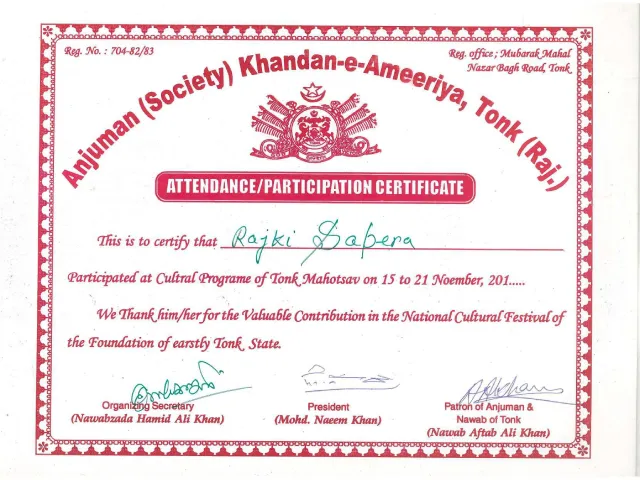 Reg. No. : 704-82/83
Reg. office ; Mubarak Mahal
Nazar Bagh Road, Tonk
Anjuman (Society) Khandan-e-Ameeriya, Tonk (Raj.)
ATTENDANCE/PARTICIPATION CERTIFICATE
This is to certify that Rajki Sapera
Participated at Cultral Programe of Tonk Mahotsav on 15 to 21 Noember, 201.....
We Thank him/her for the Valuable Contribution in the National Cultural Festival of
the Foundation of earstly Tonk State.
Organizing Secretary
(Nawabzada Hamid Ali Khan)
President
(Mohd. Naeem Khan)
Patron of Anjuman &
Nawab of Tonk
(Nawab Aftab Ali Khan)